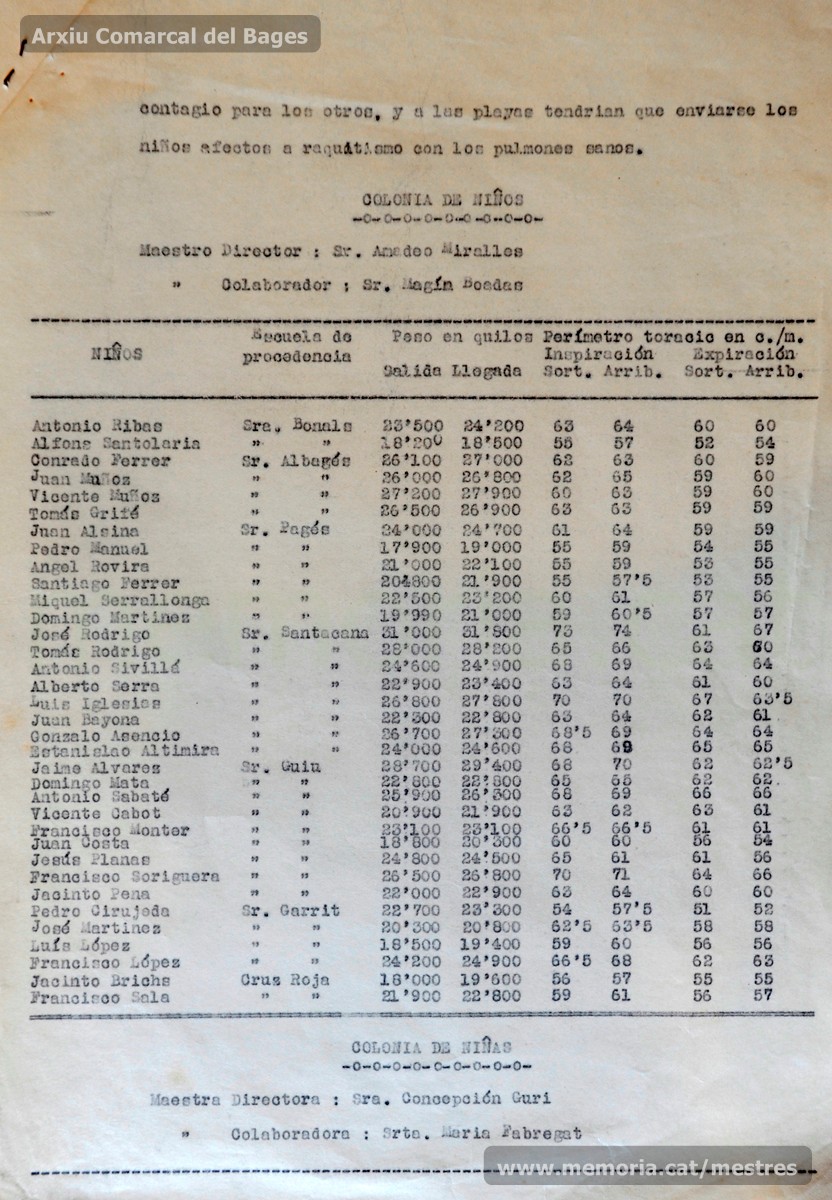 Arxiu Comarcal del Bages
contagio para los otros, y a las playas tendrian que enviarse los
niños afectos a raquitismo con los pulmones sanos.
COLONIA DE NIÑOS
-O-O-O-O-O-O-O-O-O-
Maestro Director : Sr. Amadeo Miralles
" Colaborador ; Sr. Magín Boadas
NIÑOS Escuela de procedencia Peso en quilos Perímetro toracic en c./m.
Inspiración Expiración
Salida Llegada Sort. Arrib. Sort. Arrib.
Antonio Ribas Sra. Bonals 23'500 24'200 63 64 60 60
Alfons Santolaria " " 18'200 18'500 55 57 52 54
Conrado Ferrer Sr. Albagés 26'100 27'000 62 63 60 59
Juan Muñoz " " 26'000 26'800 62 65 59 60
Vicente Muñoz " " 27'200 27'900 60 63 59 60
Tomás Grifé " " 26'500 26'900 63 63 59 59
Juan Alsina Sr. Pagés 24'000 24'700 61 64 59 59
Pedro Manuel " " 17'900 19'000 55 59 54 55
Angel Rovira " " 21'000 22'100 55 59 53 55
Santiago Ferrer " " 204800 21'900 55 57'5 53 55
Miquel Serrallonga " " 22'500 23'200 60 61 57 56
Domingo Martinez " " 19'990 21'000 59 60'5 57 57
José Rodrigo Sr. Santacana 31'000 31'800 73 74 61 67
Tomás Rodrigo " " 28'000 28'200 65 66 63 60
Antonio Sivillá " " 24'600 24'900 68 69 64 64
Alberto Serra " " 22'900 23'400 63 64 61 60
Luis Iglesias " " 26'800 27'800 70 70 67 63'5
Juan Bayona " " 22'300 22'800 63 64 62 61
Gonzalo Asencio " " 26'700 27'300 68'5 69 64 64
Estanislao Altimira " " 24'000 24'600 68 69 65 65
Jaime Alvarez Sr. Guiu 28'700 29'400 68 70 62 62'5
Domingo Mata " " 22'800 22'800 65 65 62 62
Antonio Sabaté " " 25'900 26'300 68 69 66 66
Vicente Cabot " " 20'900 21'900 63 62 63 61
Francisco Monter " " 23'100 23'100 66'5 66'5 61 61
Juan Costa " " 18'800 20'300 60 60 56 54
Jesús Planas " " 24'800 24'500 65 61 61 56
Francisco Soriguera " " 26'500 26'800 70 71 64 66
Jacinto Pena " " 22'000 22'900 63 64 60 60
Pedro Cirujeda Sr. Garrit 22'700 23'300 54 57'5 51 52
José Martinez " " 20'300 20'800 62'5 63'5 58 58
Luís López " " 18'500 19'400 59 60 56 56
Francisco López " " 24'200 24'900 66'5 68 62 63
Jacinto Brichs Cruz Roja 18'000 19'600 56 57 55 55
Francisco Sala " " 21'900 22'800 59 61 56 57
COLONIA DE NIÑAS
-O-O-O-O-O-O-O-O-O-
Maestra Directora : Sra. Concepción Guri
" Colaboradora : Srta. Maria Fabregat
www.memoria.cat/mestres